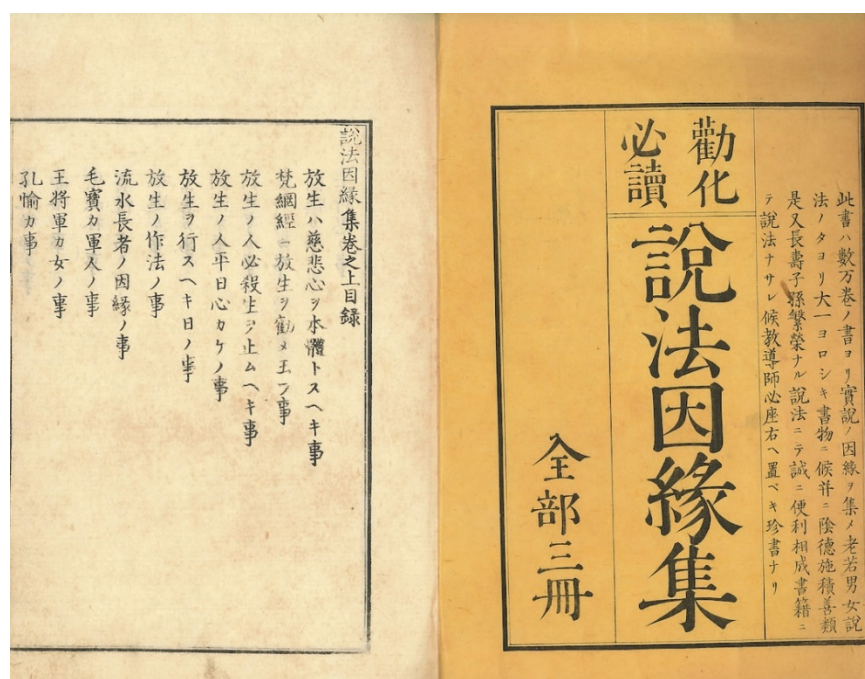 此書ハ數万巻ノ書ヨリ實說ノ因緣ヲ集メ老若男女說
法ノタヨリ大一ヨロシキ書物ニ候并ニ陰德施積善類
是又長壽子孫繁榮ナル說法ニテ誠ニ便利相成書籍ニ
テ說法ナサレ候教導師必座右ヘ置ベキ珍書ナリ
勸化
必讀
說法因緣集
全部三冊
說法因緣集卷之上目録
放生ハ慈悲心ヲ本體トスヘキ事
梵網經ニ放生ヲ勧メ玉フ事
放生ノ人必殺生ヲ止ムヘキ事
放生ノ人平日心カケノ事
放生ヲ行スヘキ日ノ事
放生ノ作法ノ事
流水長者ノ因緣ノ事
毛寶カ軍人ノ事
王将軍カ女ノ事
孔愉カ事